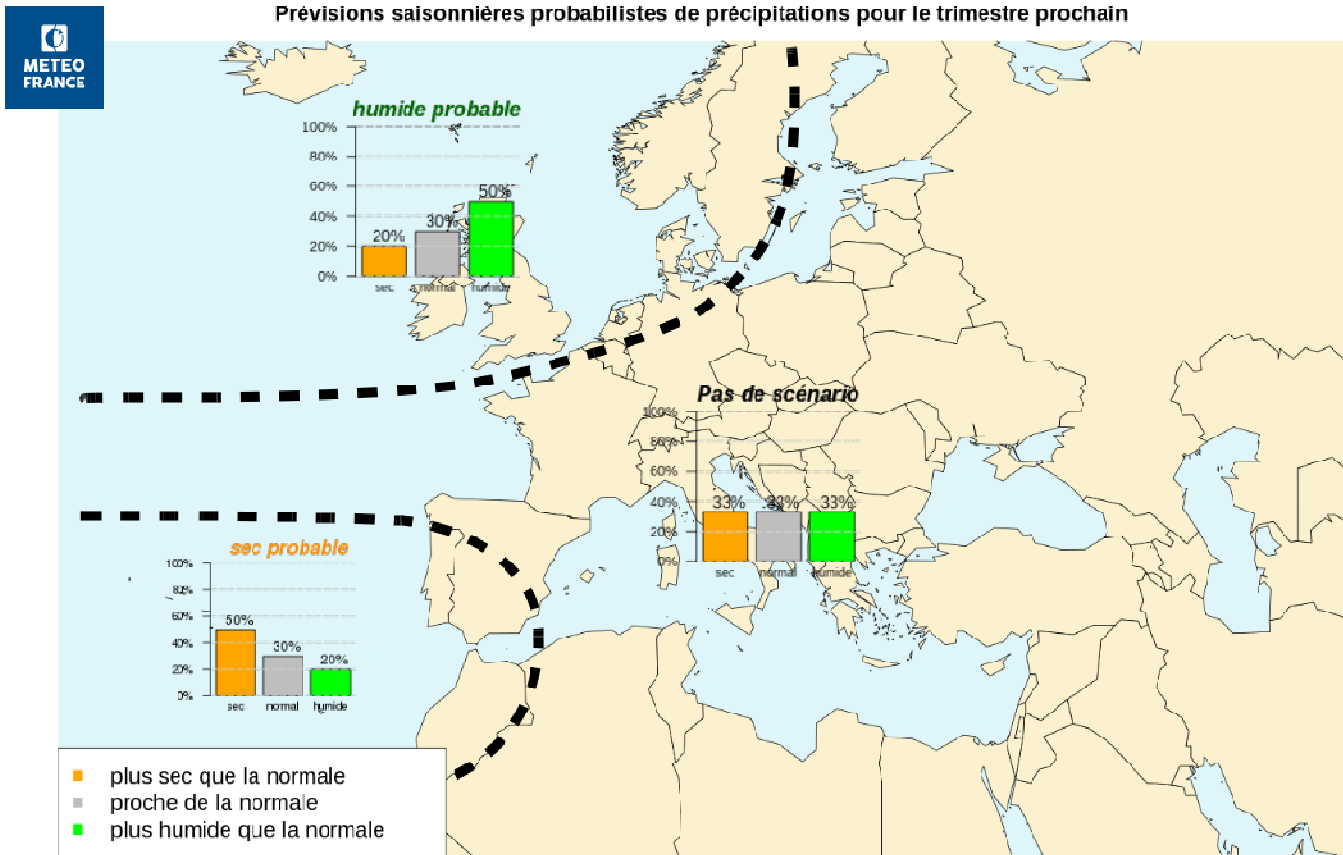 Prévisions saisonnières probabilistes de précipitations pour le trimestre prochain
METEO
FRANCE
humide probable
100%
80%
60%
40%
20%
0%
20%
30%
50%
sec
normal
humide
Pas de scénario
100%
80%
60%
40%
20%
0%
33%
33%
33%
sec
normal
humide
sec probable
100%
80%
60%
40%
20%
0%
50%
30%
20%
sec
normal
humide
plus sec que la normale
proche de la normale
plus humide que la normale